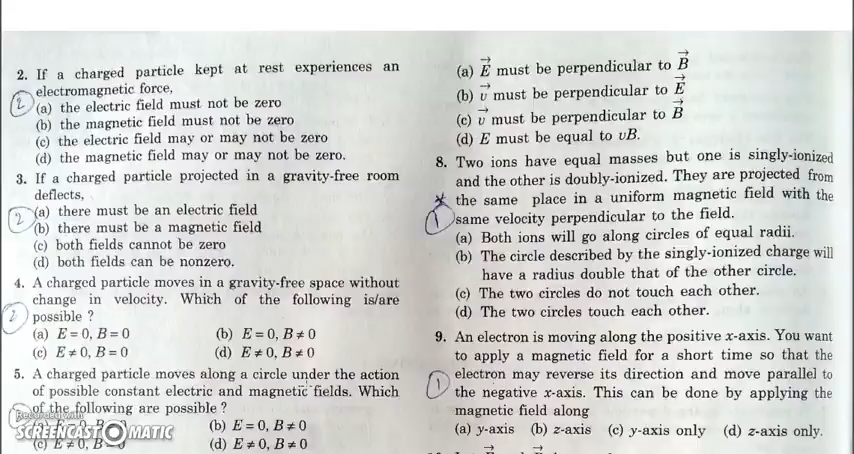 2. If a charged particle kept at rest experiences an
electromagnetic force,
2
(a) the electric field must not be zero
(b) the magnetic field must not be zero
(c) the electric field may or may not be zero
(d) the magnetic field may or may not be zero.
3. If a charged particle projected in a gravity-free room
deflects,
2
(a) there must be an electric field
(b) there must be a magnetic field
(c) both fields cannot be zero
(d) both fields can be nonzero.
4. A charged particle moves in a gravity-free space without
change in velocity. Which of the following is/are
2
possible ?
(a) E = 0, B = 0 (b) E = 0, B ≠ 0
(c) E ≠ 0, B = 0 (d) E ≠ 0, B ≠ 0
5. A charged particle moves along a circle under the action
of possible constant electric and magnetic fields. Which
of the following are possible ?
(b) E = 0, B ≠ 0
(c) E ≠ 0, B = 0 (d) E ≠ 0, B ≠ 0
Recorded with
SCREENCAST O MATIC
(a) E⃗ must be perpendicular to B⃗
(b) v⃗ must be perpendicular to E⃗
(c) v⃗ must be perpendicular to B⃗
(d) E must be equal to vB.
8. Two ions have equal masses but one is singly-ionized
and the other is doubly-ionized. They are projected from
the same place in a uniform magnetic field with the
1
same velocity perpendicular to the field.
(a) Both ions will go along circles of equal radii.
(b) The circle described by the singly-ionized charge will
have a radius double that of the other circle.
(c) The two circles do not touch each other.
(d) The two circles touch each other.
9. An electron is moving along the positive x-axis. You want
to apply a magnetic field for a short time so that the
1
electron may reverse its direction and move parallel to
the negative x-axis. This can be done by applying the
magnetic field along
(a) y-axis (b) z-axis (c) y-axis only (d) z-axis only.